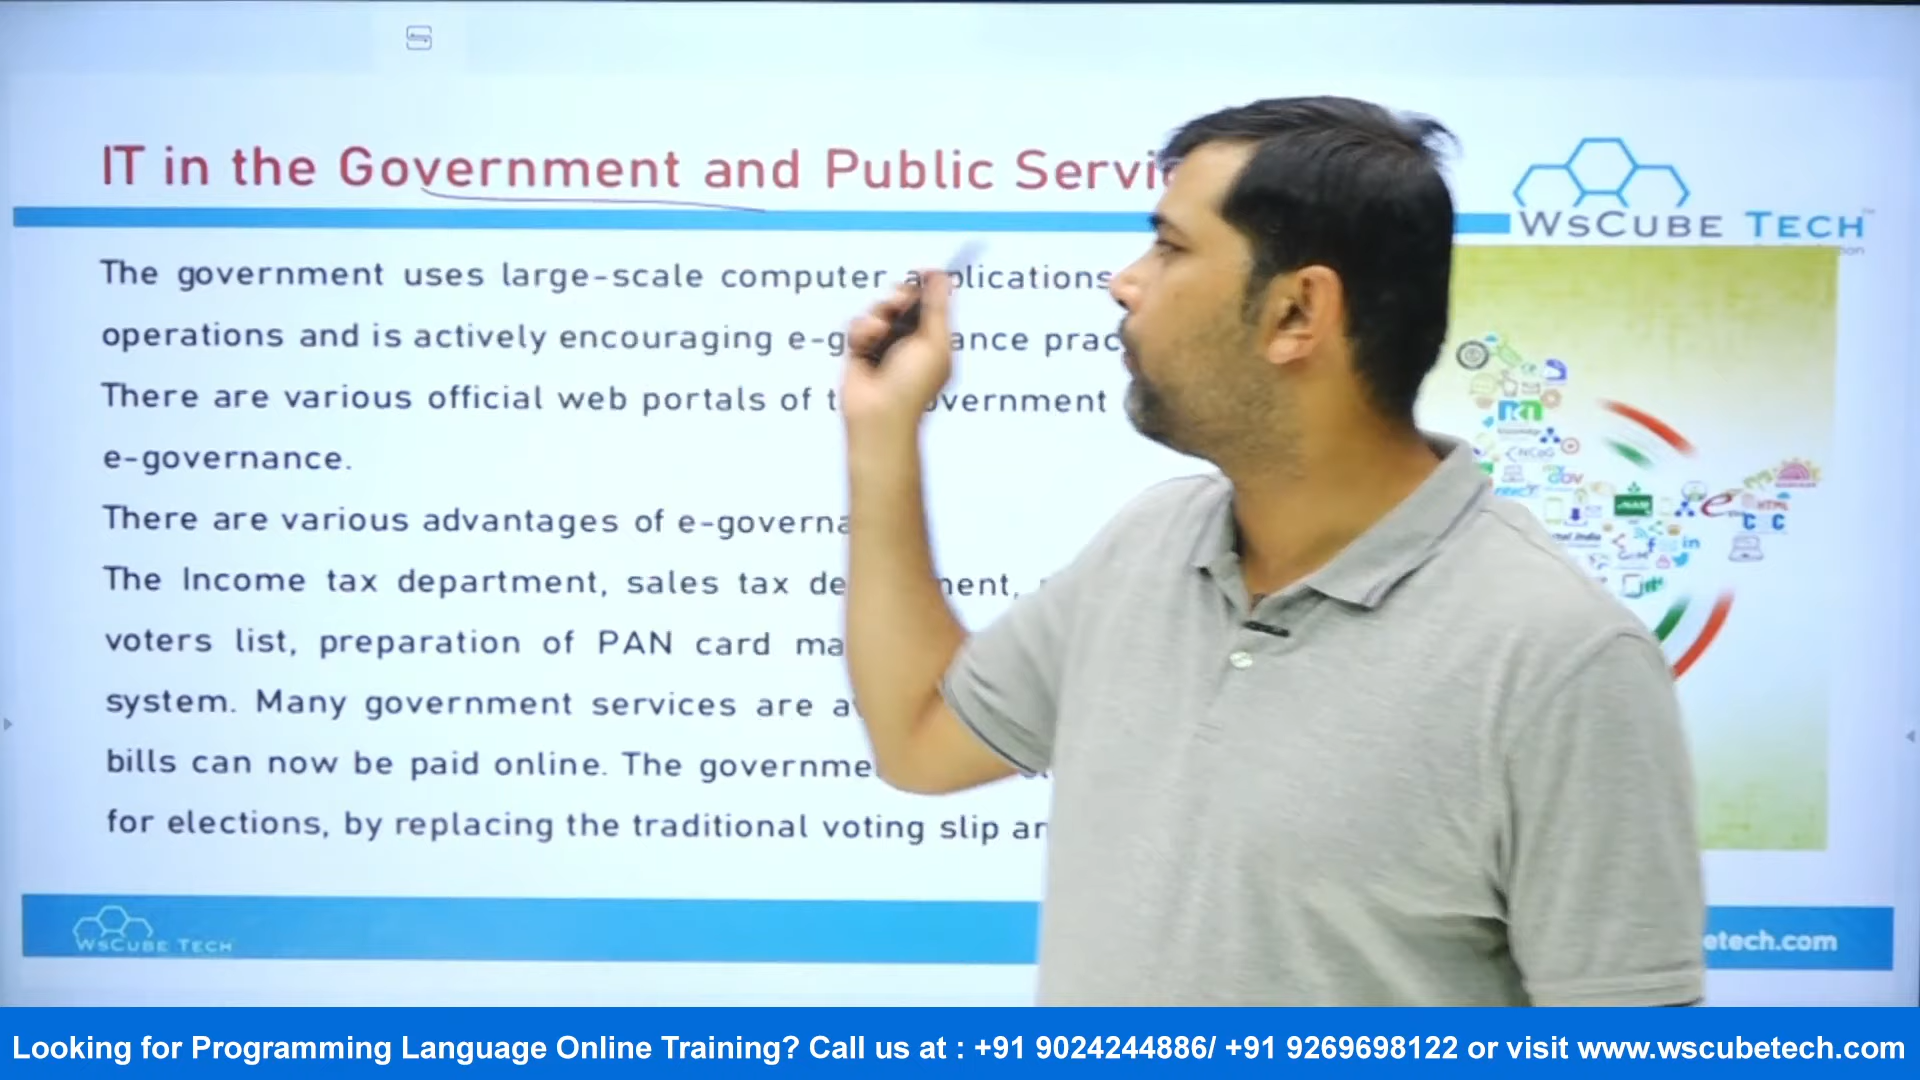 IT in the Government and Public Servi
WSCUBE TECH
The government uses large-scale computer applications
operations and is actively encouraging e-g ance prac
There are various official web portals of t vernment
e-governance.
There are various advantages of e-governa
The Income tax department, sales tax de ment,
voters list, preparation of PAN card ma
system. Many government services are a
bills can now be paid online. The governme
for elections, by replacing the traditional voting slip an
WSCUBE TECH
etech.com
Looking for Programming Language Online Training? Call us at : +91 9024244886/ +91 9269698122 or visit www.wscubetech.com